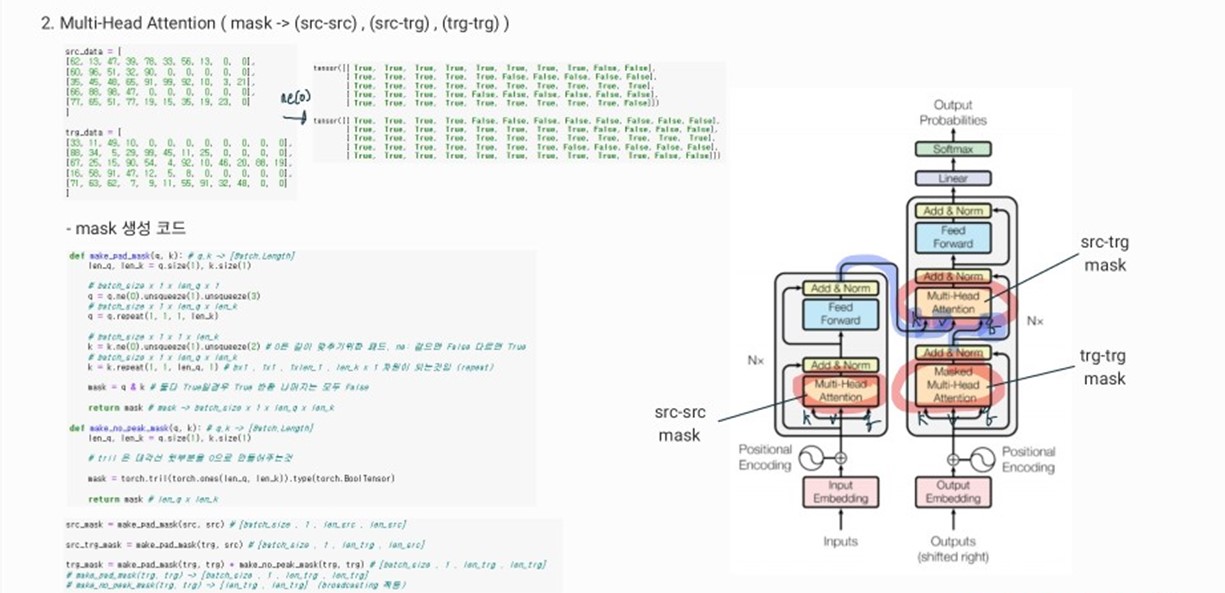 2. Multi-Head Attention ( mask -> (src-src) , (src-trg) , (trg-trg) )
src_data = [
[62, 13, 47, 39, 78, 33, 56, 13, 0, 0],
[60, 96, 51, 32, 90, 0, 0, 0, 0, 0],
[35, 45, 48, 65, 91, 99, 92, 10, 3, 21],
[66, 88, 98, 47, 0, 0, 0, 0, 0, 0],
[77, 65, 51, 77, 19, 15, 35, 19, 23, 0]
]
trg_data = [
[33, 11, 49, 10, 0, 0, 0, 0, 0, 0, 0, 0],
[88, 34, 5, 29, 99, 45, 11, 25, 0, 0, 0, 0],
[67, 25, 15, 90, 54, 4, 92, 10, 46, 20, 88, 19],
[16, 58, 91, 47, 12, 5, 8, 0, 0, 0, 0, 0],
[71, 63, 62, 7, 9, 11, 55, 91, 32, 48, 0, 0]
]
ne(0)
tensor([[ True, True, True, True, True, True, True, True, False, False],
[ True, True, True, True, True, False, False, False, False, False],
[ True, True, True, True, True, True, True, True, True, True],
[ True, True, True, True, False, False, False, False, False, False],
[ True, True, True, True, True, True, True, True, True, False]])
tensor([[ True, True, True, True, False, False, False, False, False, False, False, False],
[ True, True, True, True, True, True, True, True, False, False, False, False],
[ True, True, True, True, True, True, True, True, True, True, True, True],
[ True, True, True, True, True, True, True, False, False, False, False, False],
[ True, True, True, True, True, True, True, True, True, True, False, False]])
- mask 생성 코드
def make_pad_mask(q, k): # q,k -> [Batch,Length]
len_q, len_k = q.size(1), k.size(1)
# batch_size x 1 x len_q x 1
q = q.ne(0).unsqueeze(1).unsqueeze(3)
# batch_size x 1 x len_q x len_k
q = q.repeat(1, 1, 1, len_k)
# batch_size x 1 x 1 x len_k
k = k.ne(0).unsqueeze(1).unsqueeze(2) # 0은 길이 맞추기위한 패드, ne: 같으면 False 다르면 True
# batch_size x 1 x len_q x len_k
k = k.repeat(1, 1, len_q, 1) # bx1 , 1x1 , 1xlen_1 , len_k x 1 차원이 되는것임 (repeat)
mask = q & k # 둘다 True일경우 True 반환 나머지는 모두 False
return mask # mask -> batch_size x 1 x len_q x len_k
def make_no_peak_mask(q, k): # q,k -> [Batch,Length]
len_q, len_k = q.size(1), k.size(1)
# tril 은 대각선 윗부분을 0으로 만들어주는것
mask = torch.tril(torch.ones(len_q, len_k)).type(torch.BoolTensor)
return mask # len_q x len_k
src_mask = make_pad_mask(src, src) # [batch_size , 1 , len_src , len_src]
src_trg_mask = make_pad_mask(trg, src) # [batch_size , 1 , len_trg , len_src]
trg_mask = make_pad_mask(trg, trg) * make_no_peak_mask(trg, trg) # [batch_size , 1 , len_trg , len_trg]
# make_pad_mask(trg, trg) -> [batch_size , 1 , len_trg , len_trg]
# make_no_peak_mask(trg, trg) -> [len_trg , len_trg] (broadcasting 적용)
Output
Probabilities
Softmax
Linear
Add & Norm
Feed
Forward
Add & Norm
Multi-Head
Attention
k v q
Nx
Add & Norm
Masked
Multi-Head
Attention
k v q
Add & Norm
Feed
Forward
Nx
Add & Norm
Multi-Head
Attention
k v q
Positional
Encoding
Positional
Encoding
Input
Embedding
Output
Embedding
Inputs
Outputs
(shifted right)
src-trg
mask
trg-trg
mask
src-src
mask